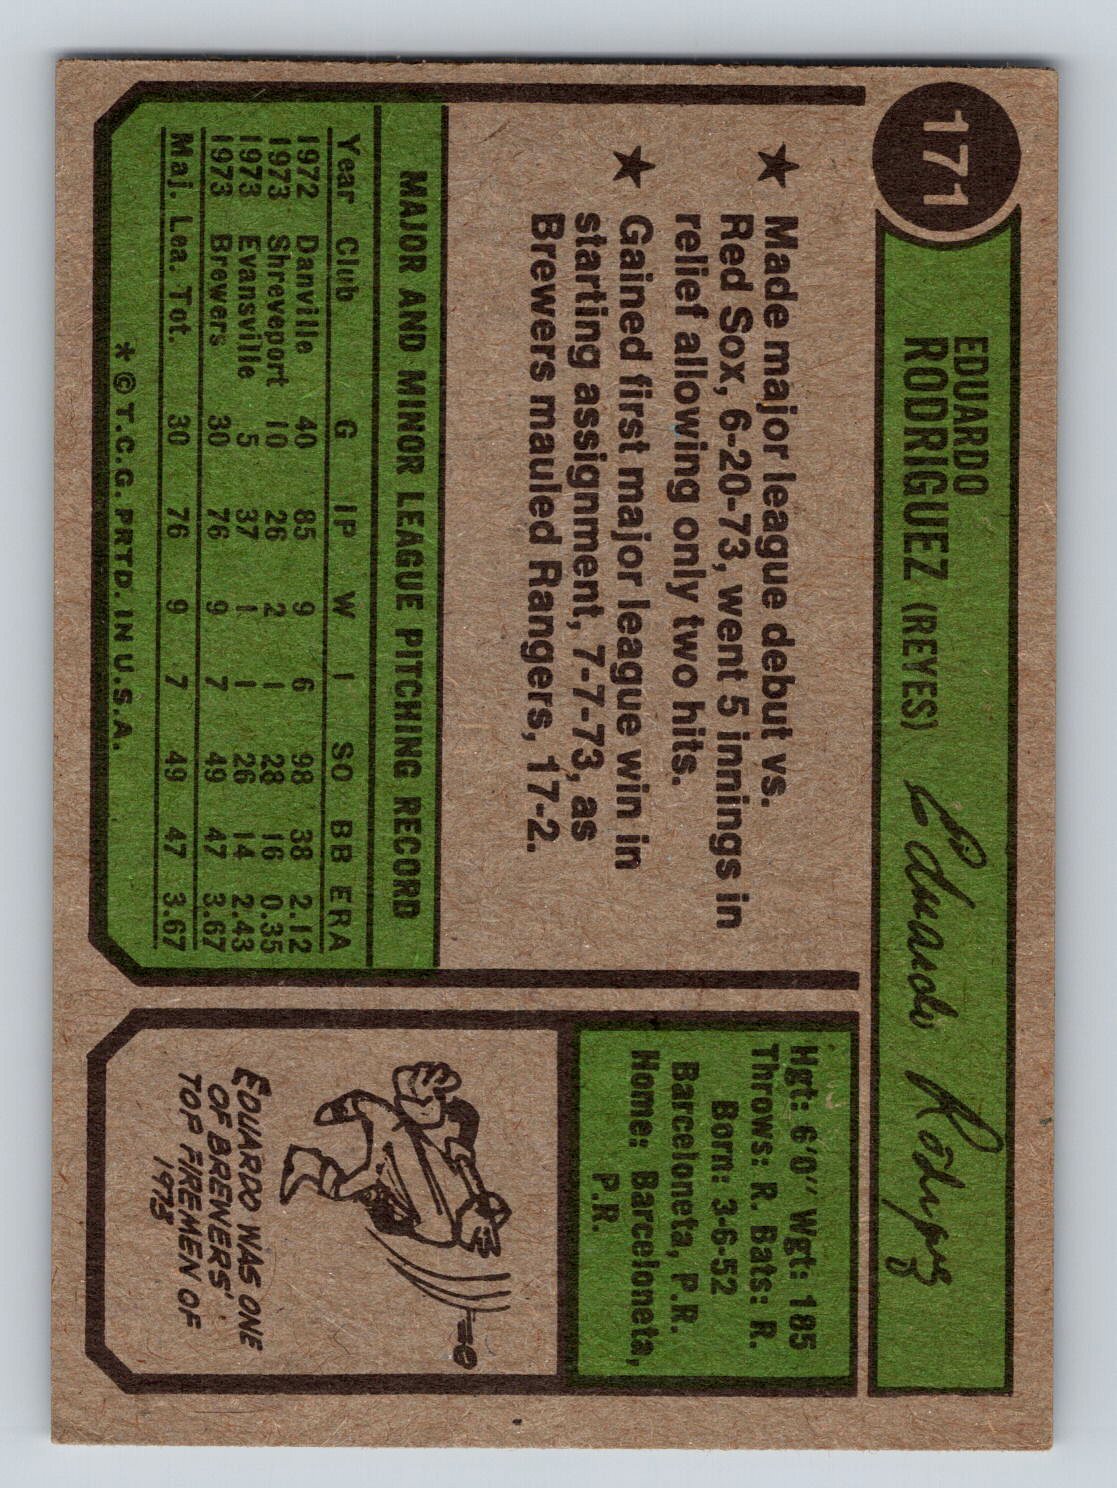 171
EDUARDO
RODRIGUEZ (REYES) Eduardo Rodrgz
★ Made major league debut vs.
Red Sox, 6-20-73, went 5 innings in
relief allowing only two hits.
★ Gained first major league win in
starting assignment, 7-7-73, as
Brewers mauled Rangers, 17-2.
MAJOR AND MINOR LEAGUE PITCHING RECORD
Year Club G IP W L SO BB ERA
1972 Danville 40 85 9 6 98 38 2.12
1973 Shreveport 10 26 2 1 28 16 0.35
1973 Evansville 5 37 1 1 26 14 2.43
1973 Brewers 30 76 9 7 49 47 3.67
Maj. Lea. Tot. 30 76 9 7 49 47 3.67
* © T.C.G. PRTD. IN U.S.A.
Hgt: 6'0" Wgt: 185
Throws: R. Bats: R.
Born: 3-6-52
Barceloneta, P.R.
Home: Barceloneta,
P.R.
EDUARDO WAS ONE
OF BREWERS'
TOP FIREMEN OF
1973